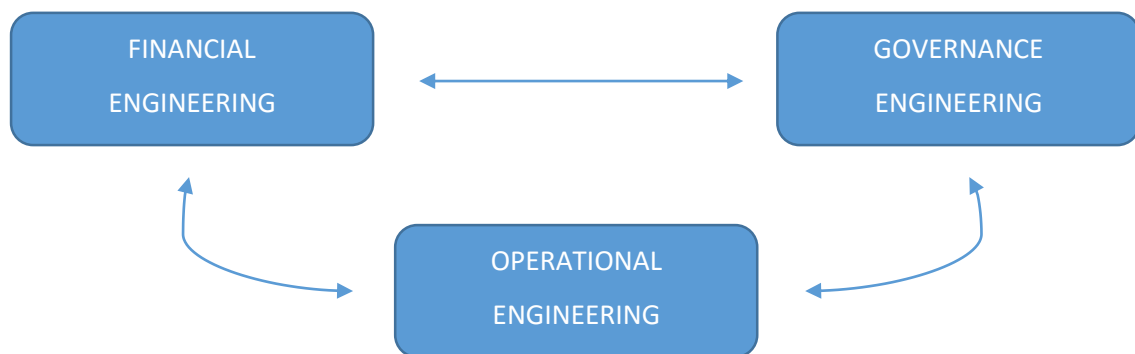 FINANCIAL
ENGINEERING
GOVERNANCE
ENGINEERING
OPERATIONAL
ENGINEERING